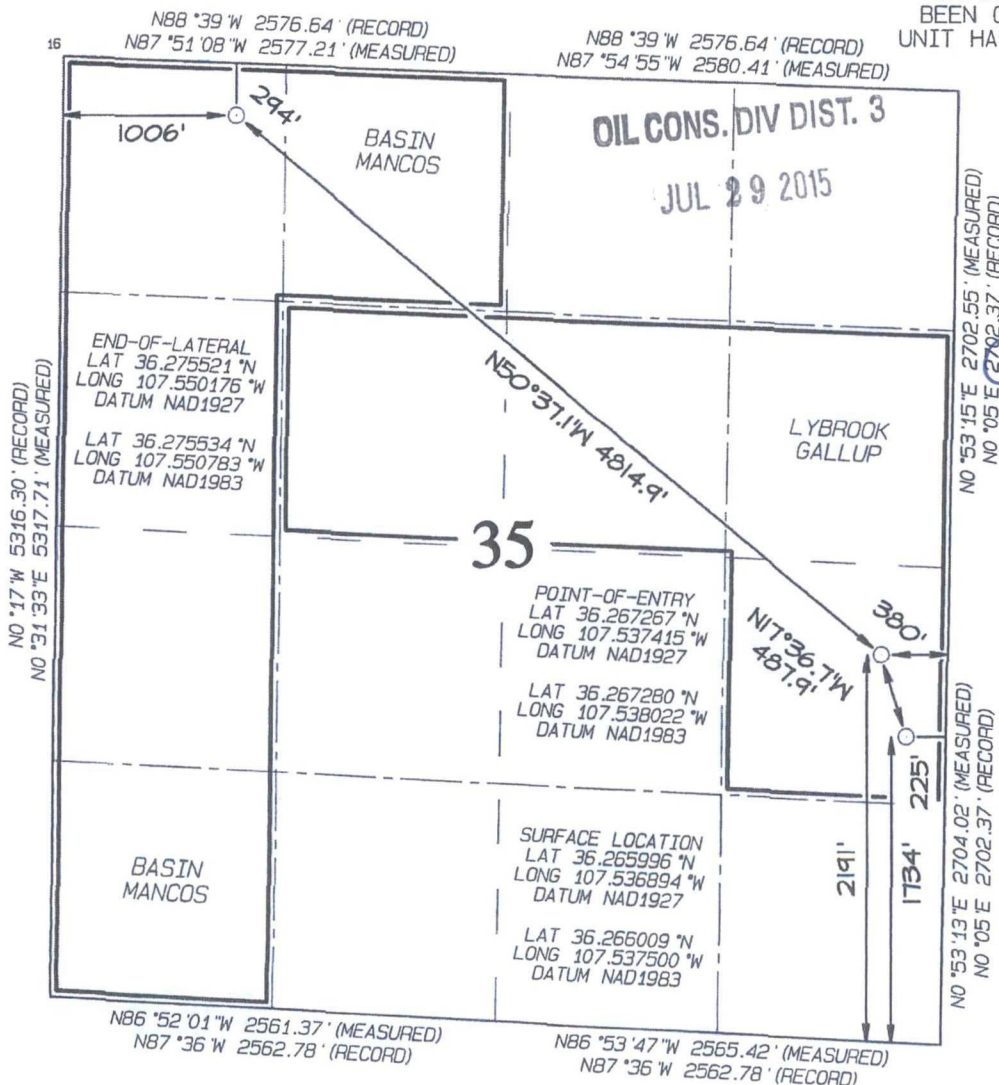 BEEN
UNIT HA
N88°39'W 2576.64' (RECORD)
N87°51'08"W 2577.21' (MEASURED)
N88°39'W 2576.64' (RECORD)
N87°54'55"W 2580.41' (MEASURED)
16
1006'
294'
BASIN
MANCOS
OIL CONS. DIV DIST. 3
JUL 29 2015
N0°53'15"E 2702.55' (MEASURED)
N0°05'E 2702.37' (RECORD)
END-OF-LATERAL
LAT 36.275521°N
LONG 107.550176°W
DATUM NAD1927
LAT 36.275534°N
LONG 107.550783°W
DATUM NAD1983
N50°37.1'W 4814.9'
LYBROOK
GALLUP
N0°17'W 5316.30' (RECORD)
N0°31'33"E 5317.71' (MEASURED)
35
POINT-OF-ENTRY
LAT 36.267267°N
LONG 107.537415°W
DATUM NAD1927
LAT 36.267280°N
LONG 107.538022°W
DATUM NAD1983
N17°36.7'W
487.9'
380'
225'
2191'
1734'
SURFACE LOCATION
LAT 36.265996°N
LONG 107.536894°W
DATUM NAD1927
LAT 36.266009°N
LONG 107.537500°W
DATUM NAD1983
BASIN
MANCOS
N0°53'13"E 2704.02' (MEASURED)
N0°05'E 2702.37' (RECORD)
N86°52'01"W 2561.37' (MEASURED)
N87°36'W 2562.78' (RECORD)
N86°53'47"W 2565.42' (MEASURED)
N87°36'W 2562.78' (RECORD)